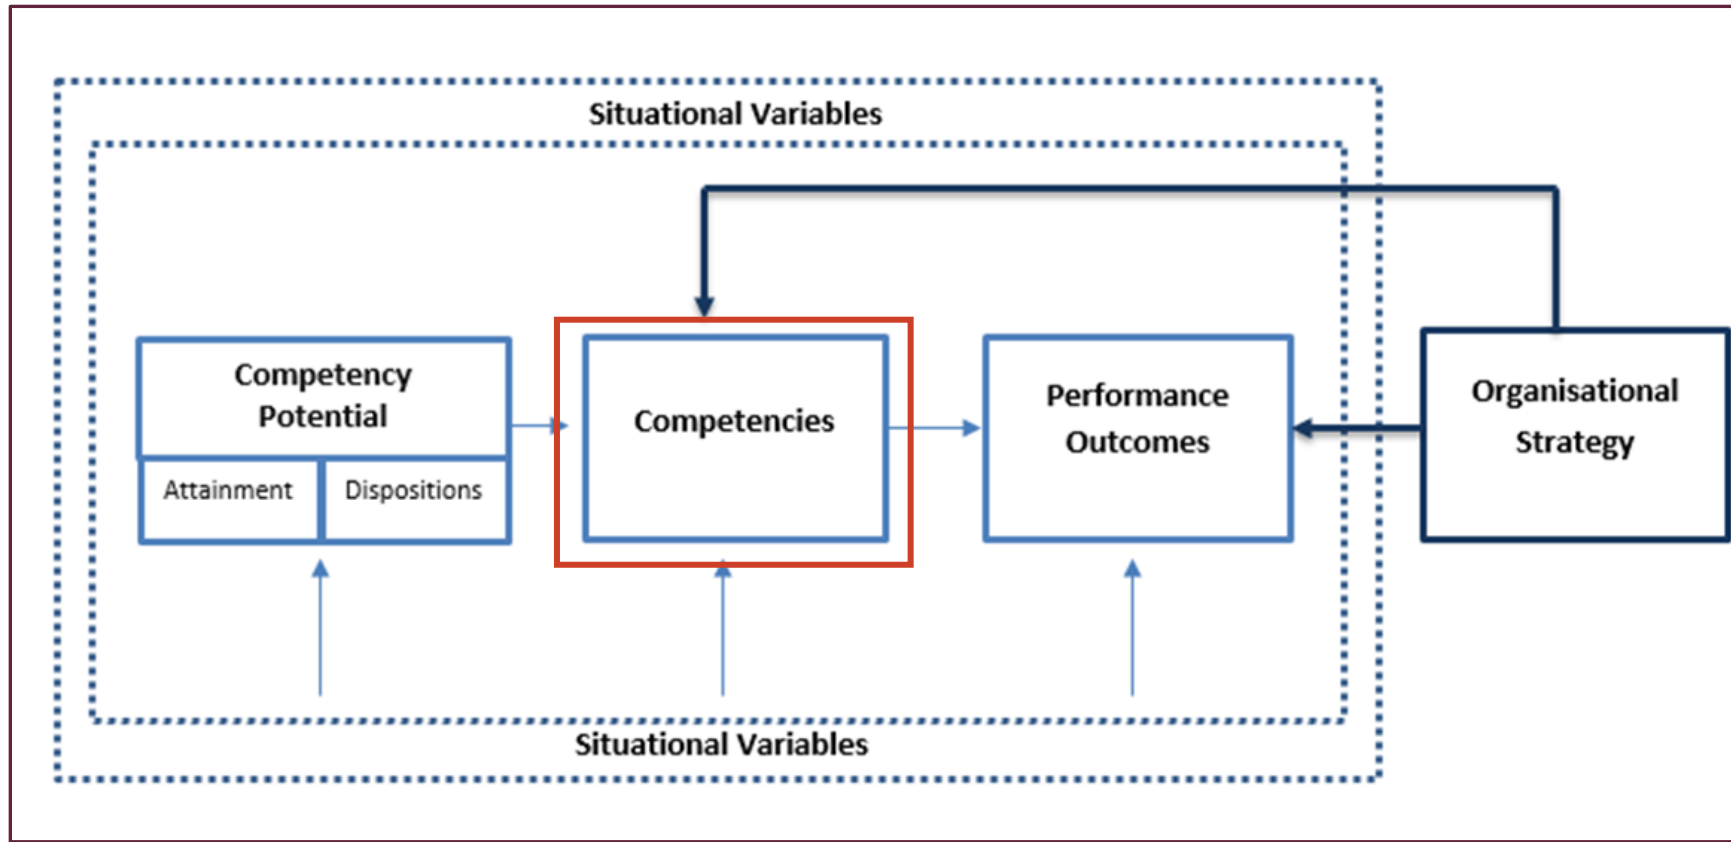 Situational Variables
Competency
Potential
Attainment
Dispositions
Competencies
Performance
Outcomes
Organisational
Strategy
Situational Variables